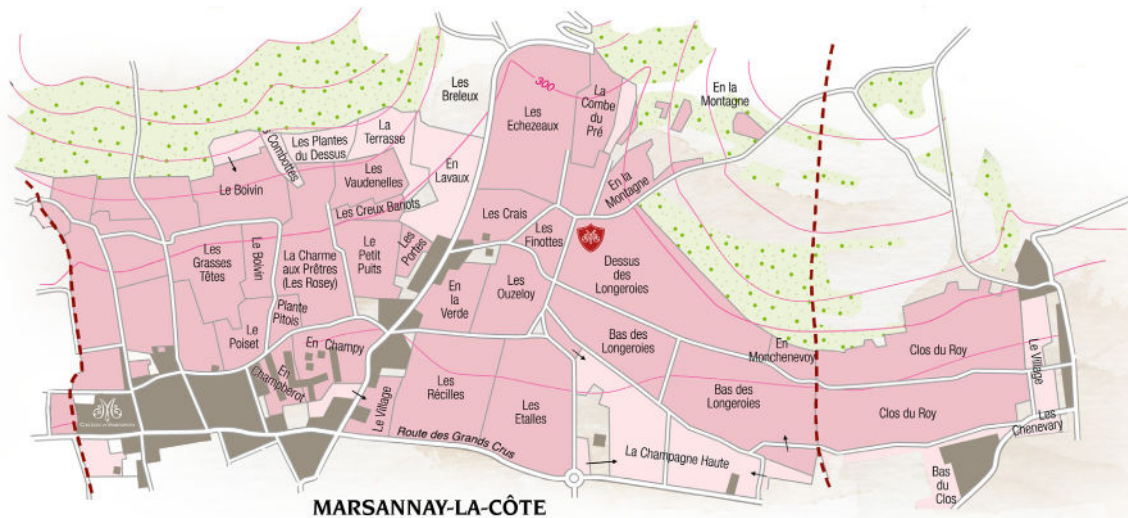 Les
Breleux
300
Les
Echezeaux
La
Combe
du
Pré
En la
Montagne
Combottes
Les Plantes
du Dessus
La
Terrasse
En
Lavaux
Le Boivin
Les
Vaudenelles
Les Creux Banots
En la
Montagne
Les Crais
Les
Finottes
Les
Grasses
Têtes
Le Boivin
La Charme
aux Prêtres
(Les Rosey)
Le
Petit
Puits
Les
Portes
Dessus
des
Longeroies
En
la
Verde
Les
Ouzeloy
Plante
Pitois
Le
Poiset
En Champy
En
Champberot
Bas des
Longeroies
En
Monchenevoy
Clos du Roy
Le Village
Le Village
Les
Récilles
Les
Etalles
Bas des
Longeroies
Clos du Roy
Les
Chenevary
Route des Grands Crus
La Champagne Haute
Bas
du
Clos
MARSANNAY-LA-CÔTE